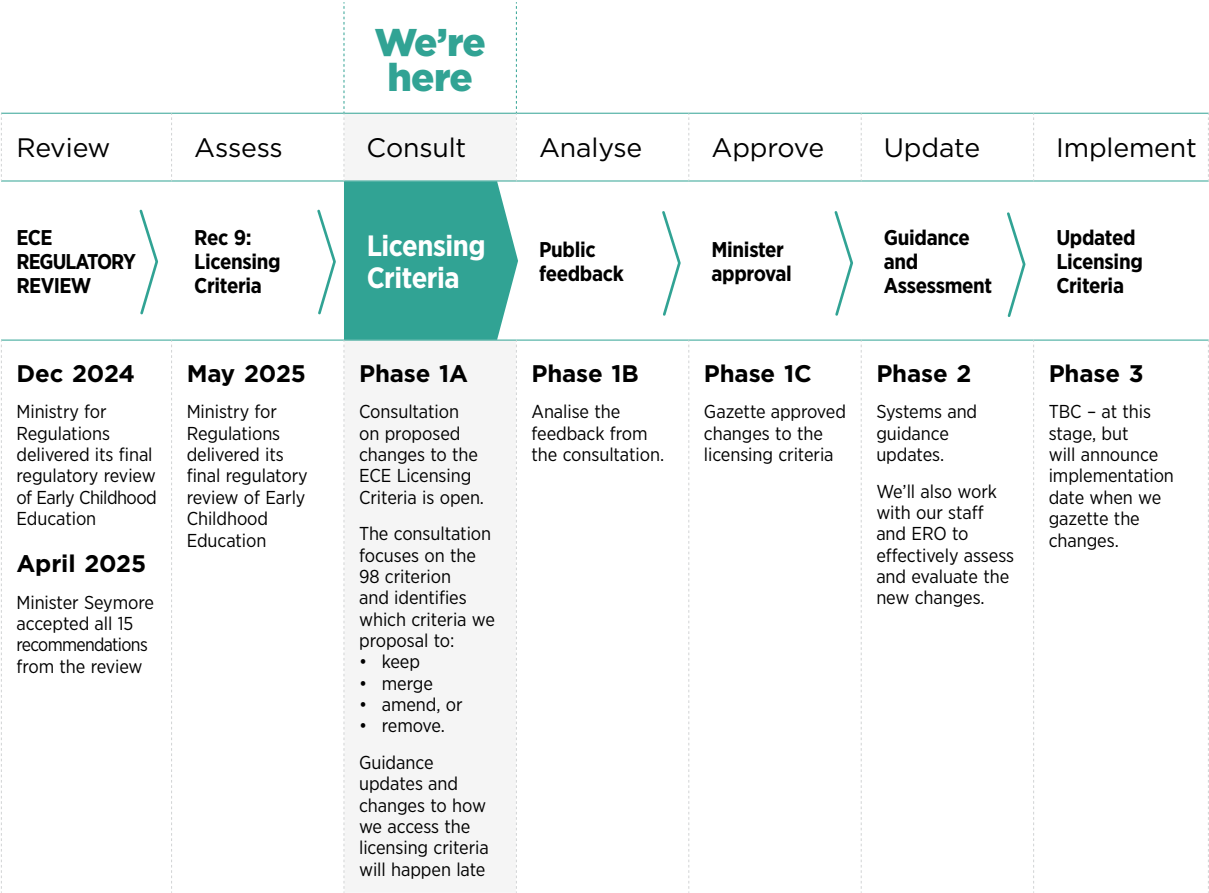 We're
here
Review
Assess
Consult
Analyse
Approve
Update
Implement
ECE
REGULATORY
REVIEW
Rec 9:
Licensing
Criteria
Licensing
Criteria
Public
feedback
Minister
approval
Guidance
and
Assessment
Updated
Licensing
Criteria
Dec 2024
Ministry for
Regulations
delivered its final
regulatory review
of Early Childhood
Education
April 2025
Minister Seymore
accepted all 15
recommendations
from the review
May 2025
Ministry for
Regulations
delivered its
final regulatory
review of Early
Childhood
Education
Phase 1A
Consultation
on proposed
changes to the
ECE Licensing
Criteria is open.
The consultation
focuses on the
98 criterion
and identifies
which criteria we
proposal to:
• keep
• merge
• amend, or
• remove.
Guidance
updates and
changes to how
we access the
licensing criteria
will happen late
Phase 1B
Analise the
feedback from
the consultation.
Phase 1C
Gazette approved
changes to the
licensing criteria
Phase 2
Systems and
guidance
updates.
We'll also work
with our staff
and ERO to
effectively assess
and evaluate the
new changes.
Phase 3
TBC – at this
stage, but
will announce
implementation
date when we
gazette the
changes.